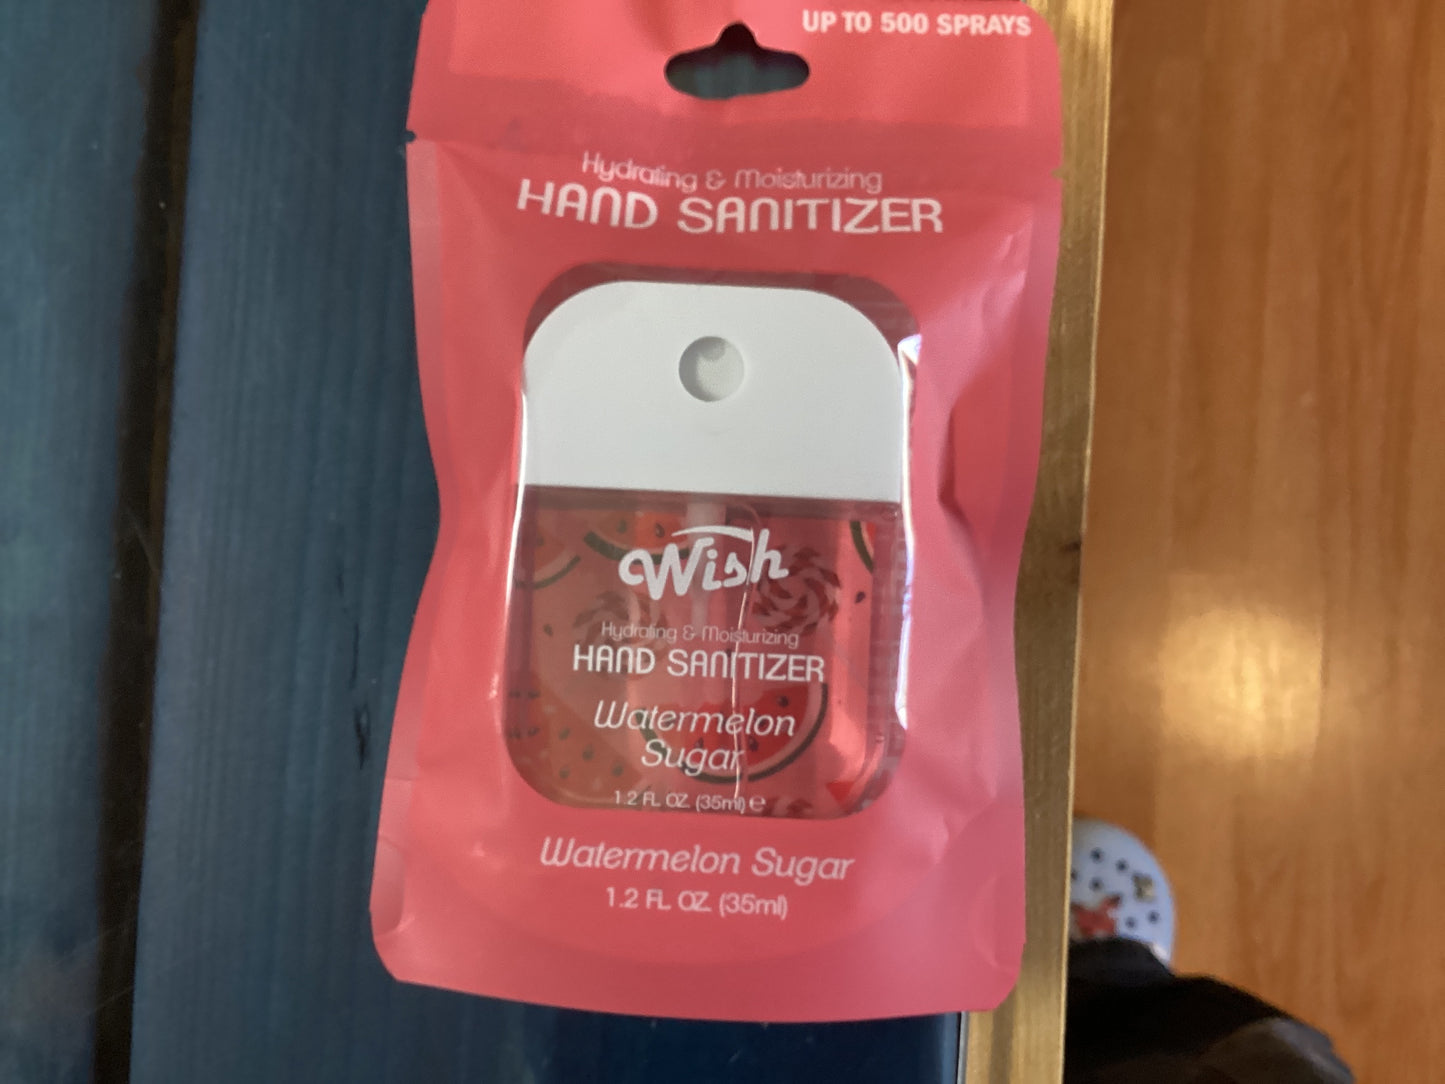 UP TO 500 SPRAYS
Hydrating & Moisturizing
HAND SANITIZER
Wish
Hydrating & Moisturizing
HAND SANITIZER
Watermelon
Sugar
1.2 FL OZ (35ml) ℮
Watermelon Sugar
1.2 FL OZ (35ml)